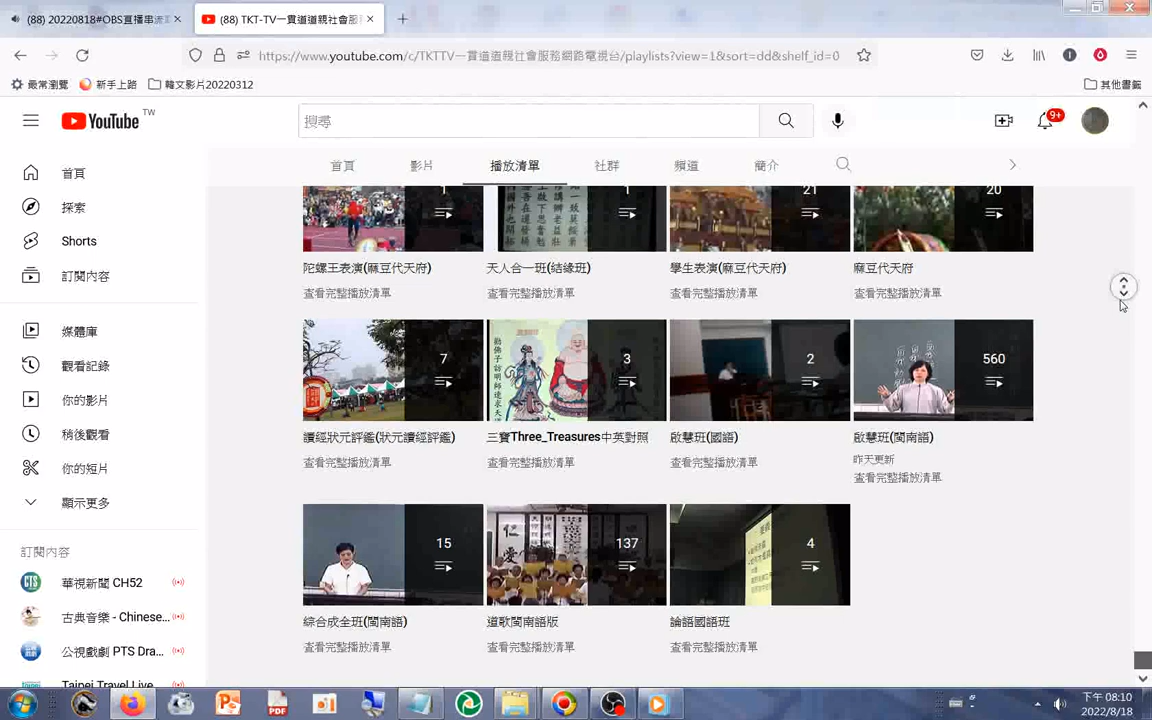 (88) 20220818#OBS直播串流直
(88) TKT-TV一貫道道親社會服
https://www.youtube.com/c/TKTTV一貫道道親社會服務網路電視台/playlists?view=1&sort=dd&shelf_id=0
最常瀏覽
新手上路
韓文影片20220312
其他書籤
YouTube
TW
搜尋
9+
首頁
影片
播放清單
社群
頻道
簡介
首頁
探索
Shorts
訂閱內容
媒體庫
觀看記錄
你的影片
稍後觀看
你的短片
顯示更多
訂閱內容
華視新聞 CH52
古典音樂 - Chinese...
公視戲劇 PTS Dra...
Taipei Travel Live
1
1
21
20
陀螺王表演(麻豆代天府)
天人合一班(結緣班)
學生表演(麻豆代天府)
麻豆代天府
查看完整播放清單
查看完整播放清單
查看完整播放清單
查看完整播放清單
7
3
2
560
讀經狀元評鑑(狀元讀經評鑑)
三寶Three_Treasures中英對照
啟慧班(國語)
啟慧班(閩南語)
昨天更新
查看完整播放清單
查看完整播放清單
查看完整播放清單
查看完整播放清單
15
137
4
綜合成全班(閩南語)
道歌閩南語版
論語國語班
查看完整播放清單
查看完整播放清單
查看完整播放清單
下午 08:10
2022/8/18